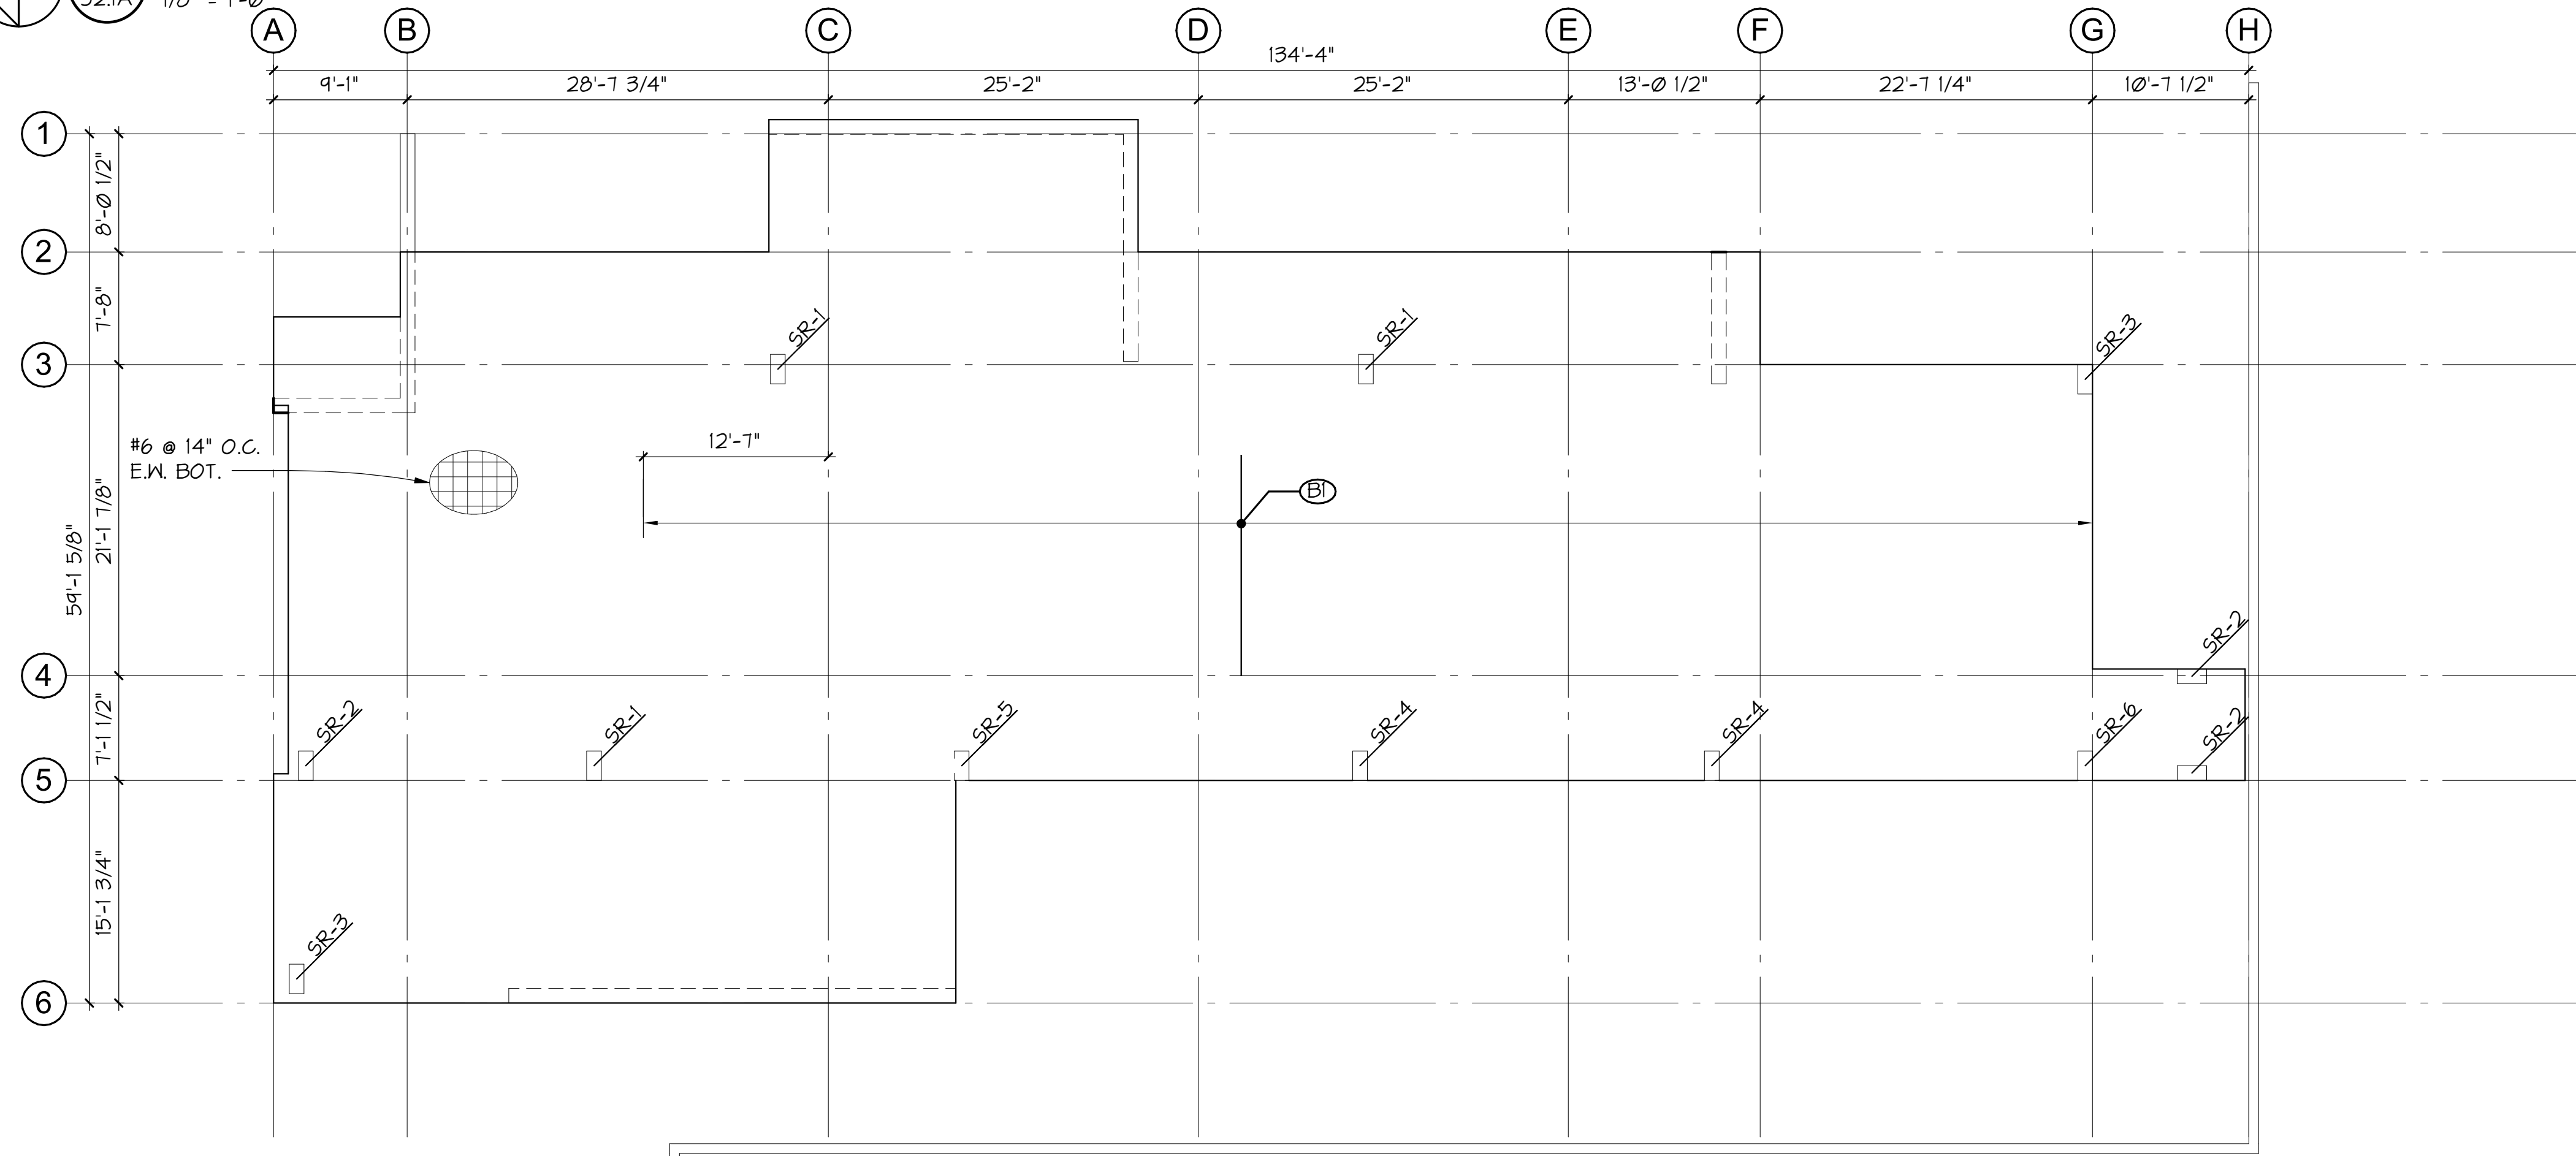 1/8" = 1'-0"
A B C D E F G H
134'-4"
9'-1" 28'-7 3/4" 25'-2" 25'-2" 13'-0 1/2" 22'-7 1/4" 10'-7 1/2"
1
8'-0 1/2"
2
7'-8"
SR-1 SR-1 SR-3
3
#6 @ 14" O.C.
E.W. BOT.
12'-7"
B1
21'-1 7/8"
59'-1 5/8"
SR-2
4
7'-1 1/2"
SR-2 SR-1 SR-5 SR-4 SR-4 SR-6 SR-2
5
15'-1 3/4"
SR-3
6